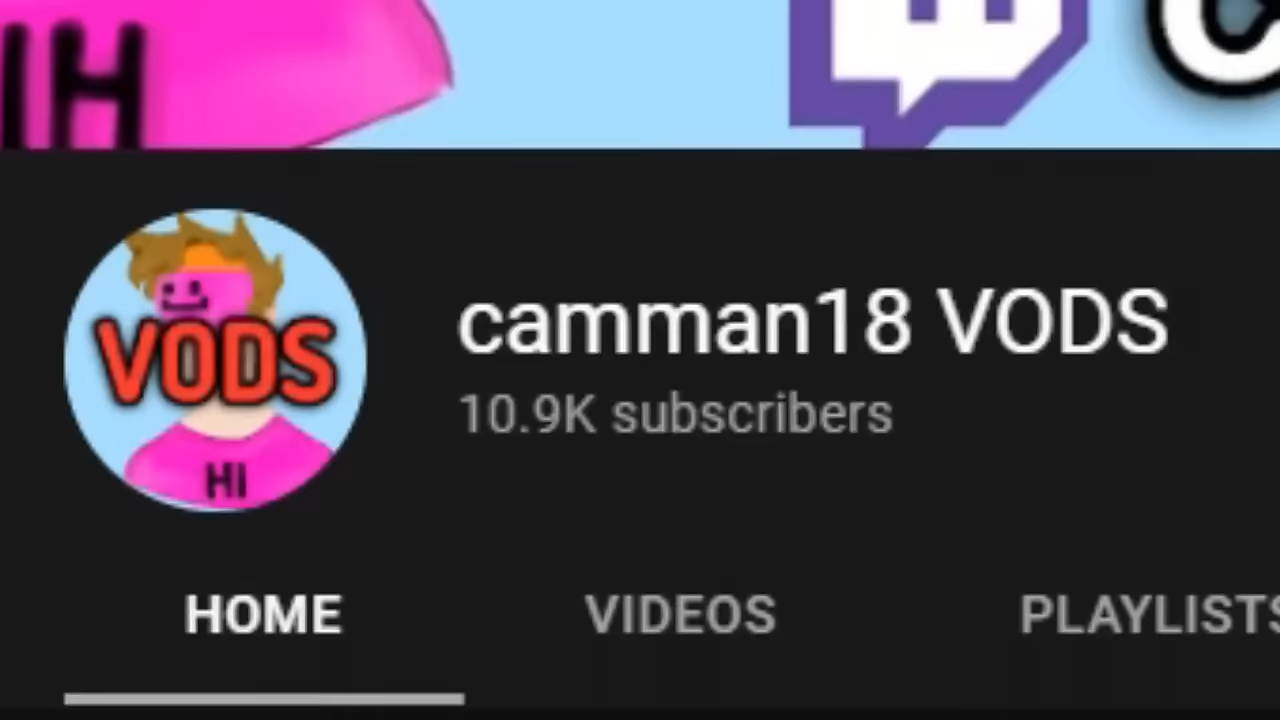 HI
VODS
HI
camman18 VODS
10.9K subscribers
HOME VIDEOS PLAYLISTS